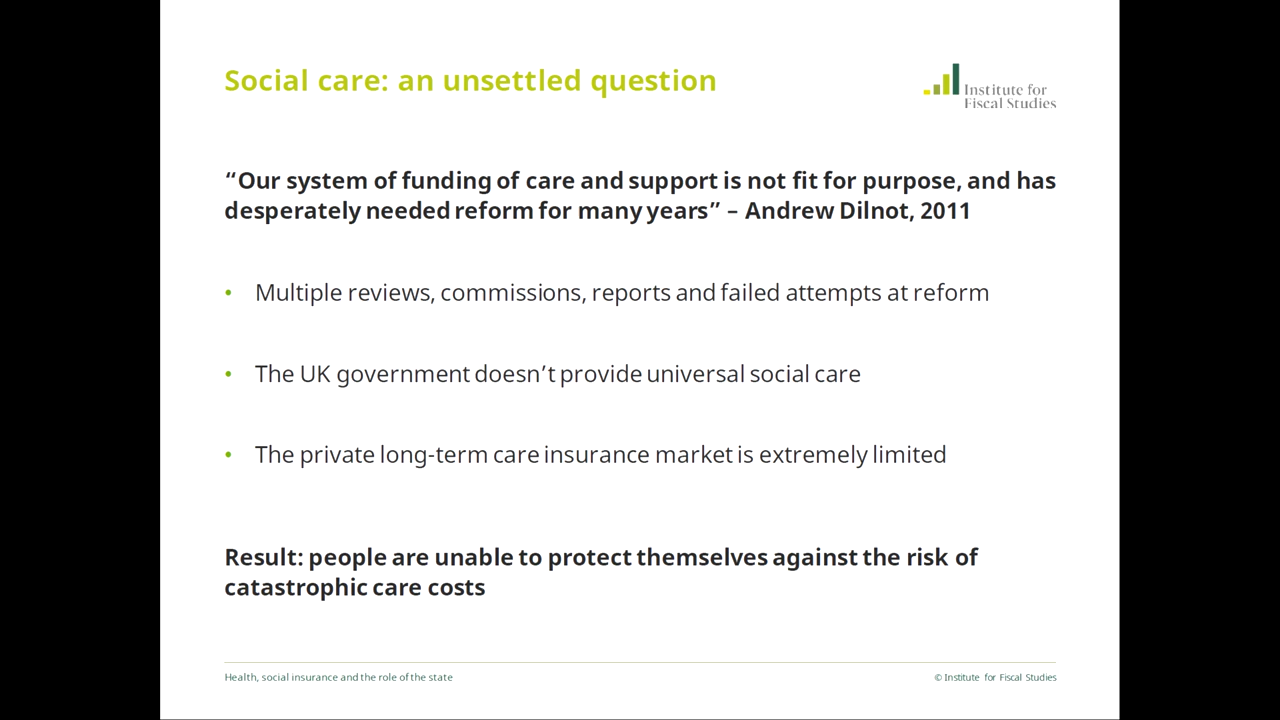 Social care: an unsettled question
Institute for
Fiscal Studies
“Our system of funding of care and support is not fit for purpose, and has
desperately needed reform for many years” – Andrew Dilnot, 2011
• Multiple reviews, commissions, reports and failed attempts at reform
• The UK government doesn’t provide universal social care
• The private long-term care insurance market is extremely limited
Result: people are unable to protect themselves against the risk of
catastrophic care costs
Health, social insurance and the role of the state
© Institute for Fiscal Studies